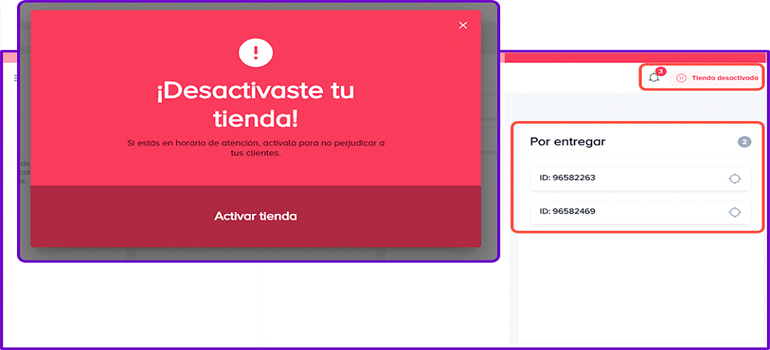 ¡Desactivaste tu
tienda!
Si estás en horario de atención, actívala para no perjudicar a
tus clientes.
Activar tienda
3
Tienda desactivada
Por entregar
2
ID: 96582263
ID: 96582469